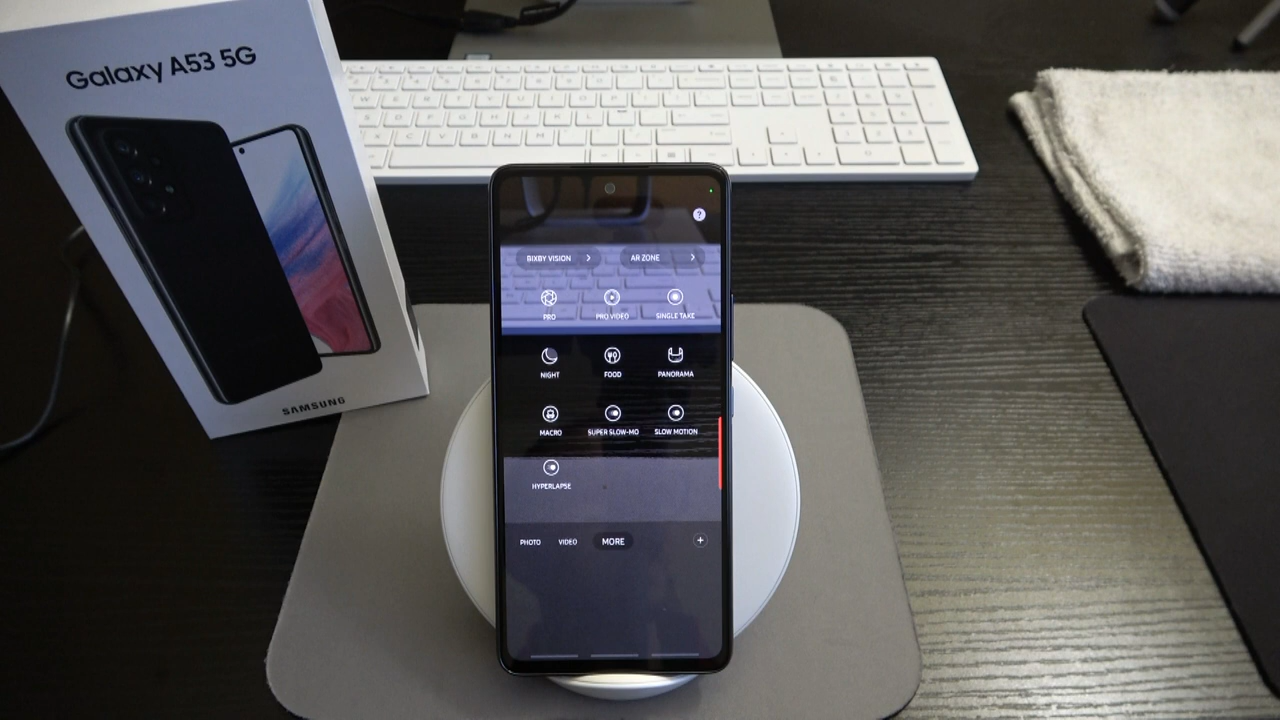 Galaxy A53 5G
SAMSUNG
?
BIXBY VISION >
AR ZONE >
PRO
PRO VIDEO
SINGLE TAKE
NIGHT
FOOD
PANORAMA
MACRO
SUPER SLOW-MO
SLOW MOTION
HYPERLAPSE
PHOTO VIDEO MORE +